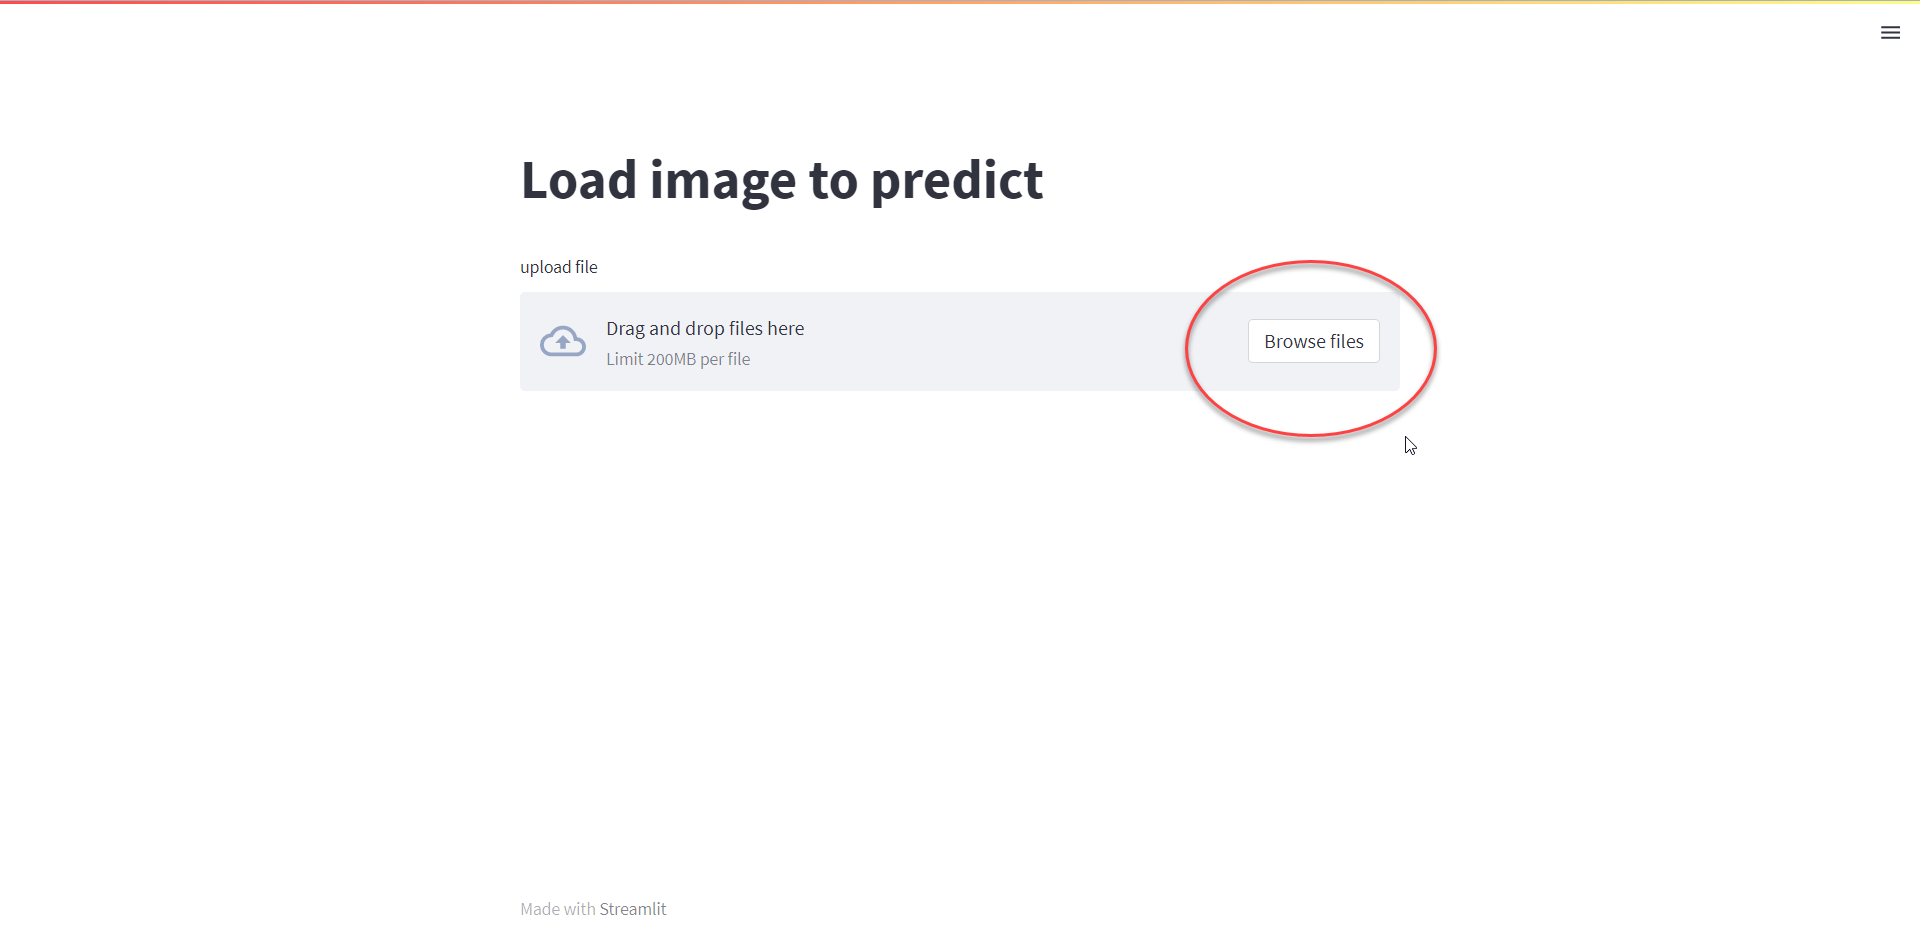 Load image to predict
upload file
Drag and drop files here
Limit 200MB per file
Browse files
Made with Streamlit